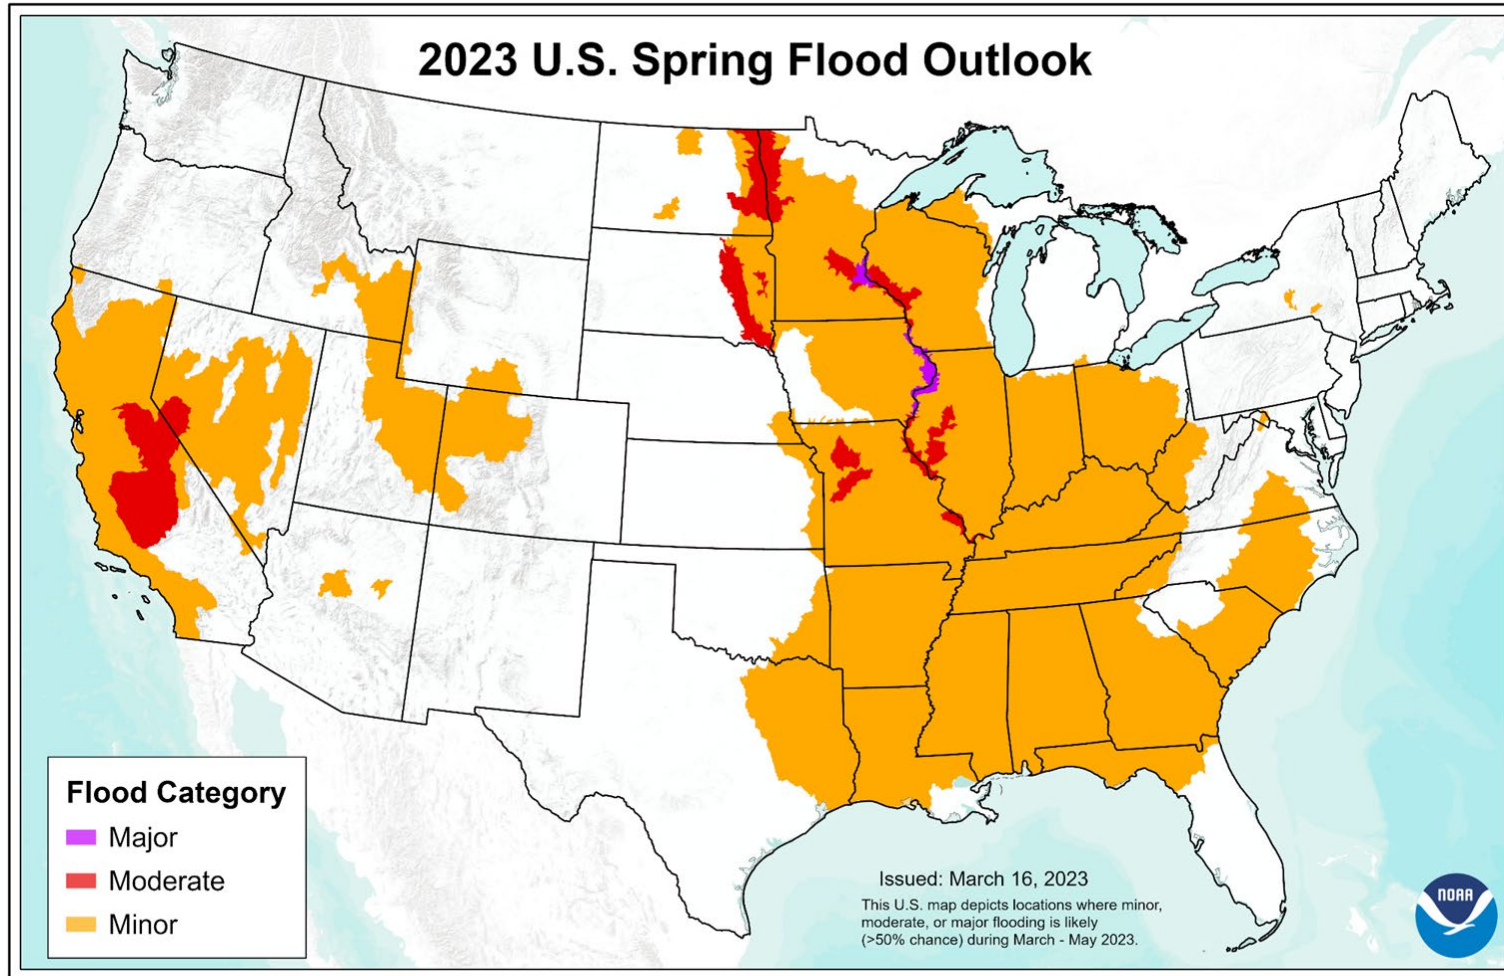 2023 U.S. Spring Flood Outlook
Flood Category
Major
Moderate
Minor
Issued: March 16, 2023
This U.S. map depicts locations where minor,
moderate, or major flooding is likely
(>50% chance) during March - May 2023.
NOAA